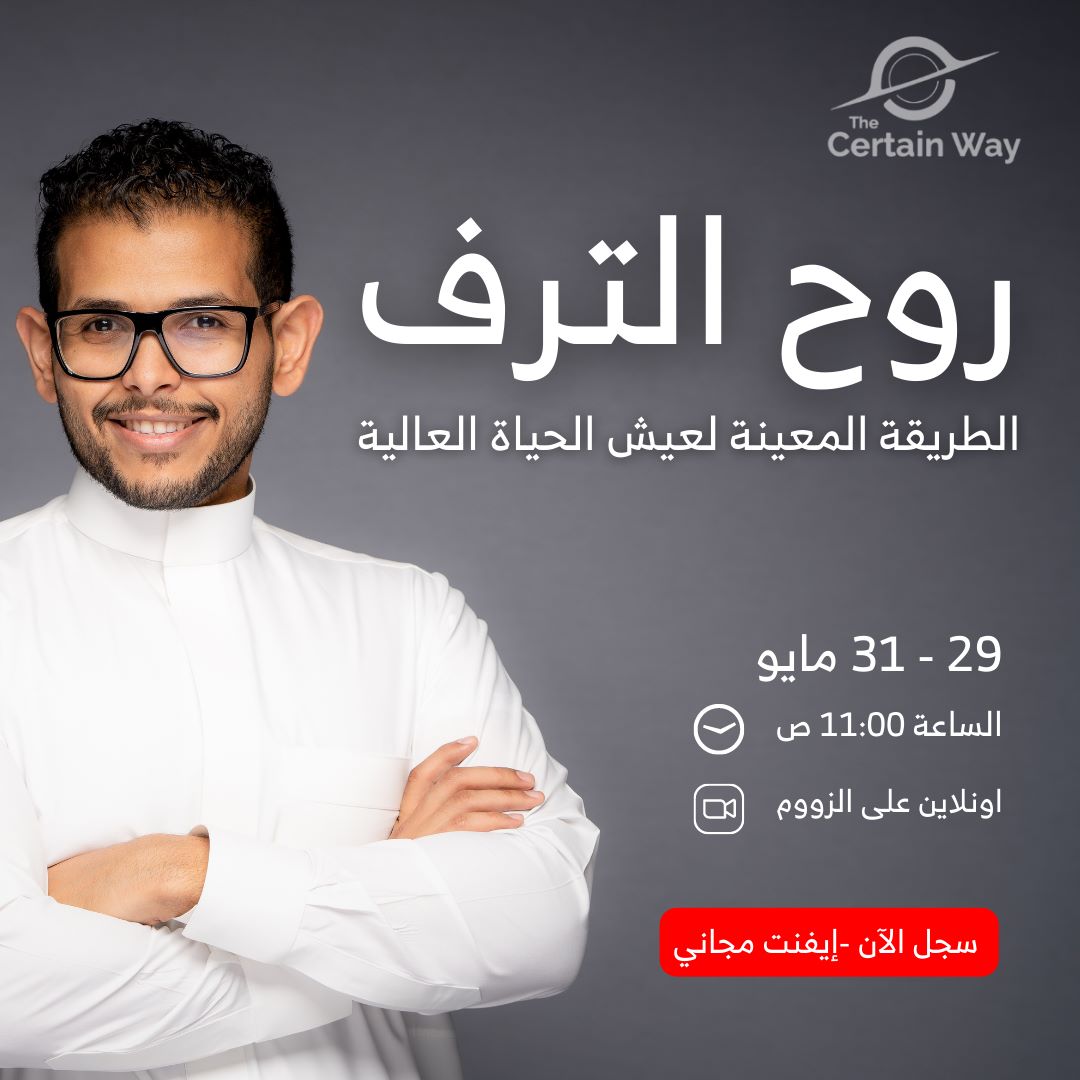 The
Certain Way
روح الترف
الطريقة المعينة لعيش الحياة العالية
29 - 31 مايو
الساعة 11:00 ص
اونلاين على الزووم
سجل الآن -إيفنت مجاني